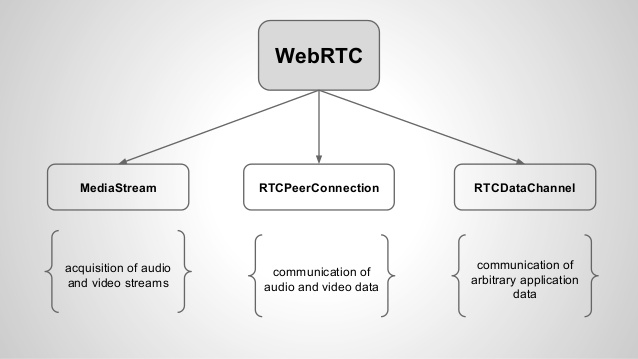 WebRTC
MediaStream
RTCPeerConnection
RTCDataChannel
acquisition of audio
and video streams
communication of
audio and video data
communication of
arbitrary application
data